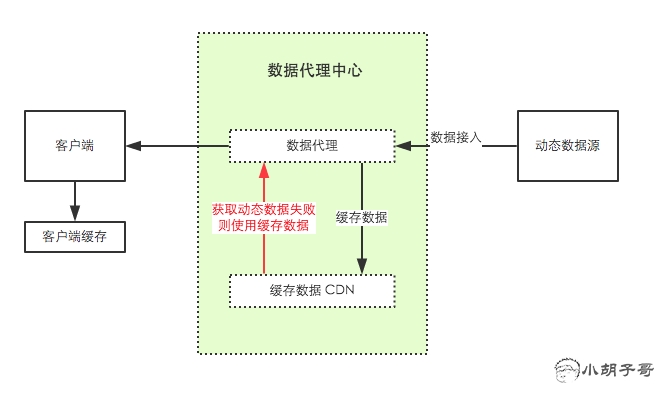 数据代理中心
客户端
数据代理
数据接入
动态数据源
获取动态数据失败
则使用缓存数据
缓存数据
客户端缓存
缓存数据 CDN
小胡子哥